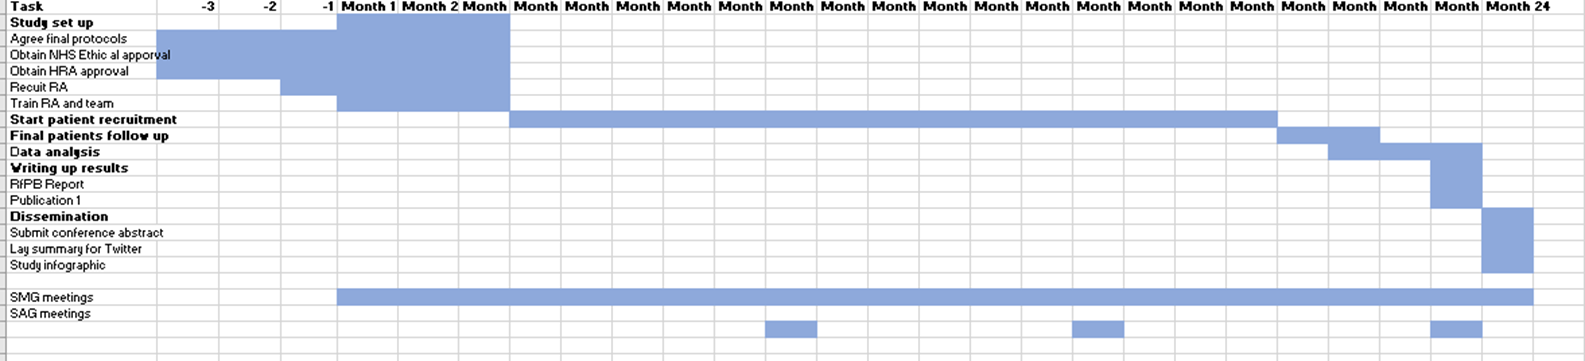 Task -3 -2 -1 Month 1 Month 2 Month Month Month Month Month Month Month Month Month Month Month Month Month Month Month Month Month Month Month Month Month 24
Study set up
Agree final protocols
Obtain NHS Ethic al apporval
Obtain HRA approval
Recuit RA
Train RA and team
Start patient recruitment
Final patients follow up
Data analysis
Writing up results
RfPB Report
Publication 1
Dissemination
Submit conference abstract
Lay summary for Twitter
Study infographic
SMG meetings
SAG meetings